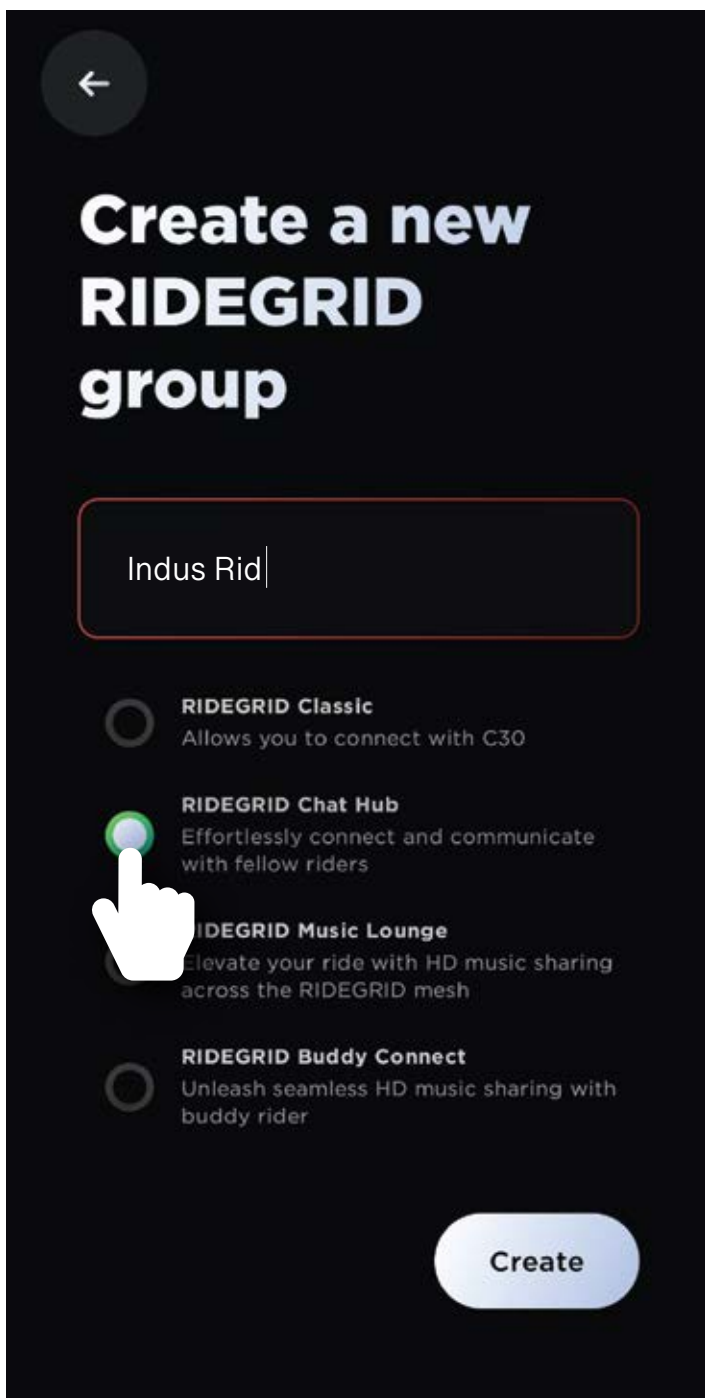 Create a new
RIDEGRID
group
Indus Rid
RIDEGRID Classic
Allows you to connect with C30
RIDEGRID Chat Hub
Effortlessly connect and communicate
with fellow riders
RIDEGRID Music Lounge
Elevate your ride with HD music sharing
across the RIDEGRID mesh
RIDEGRID Buddy Connect
Unleash seamless HD music sharing with
buddy rider
Create